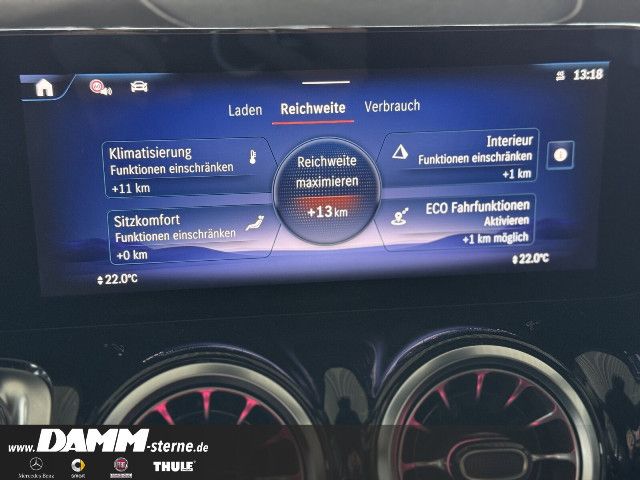 13:18
Laden
Reichweite
Verbrauch
Klimatisierung
Funktionen einschränken
+11 km
Reichweite
maximieren
+13 km
Interieur
Funktionen einschränken
+1 km
Sitzkomfort
Funktionen einschränken
+0 km
ECO Fahrfunktionen
Aktivieren
+1 km möglich
22.0°C
22.0°C
www.DAMM-sterne.de
Mercedes-Benz
smart
THULE